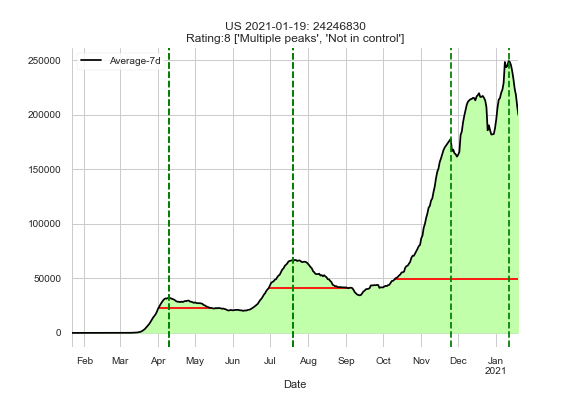 US 2021-01-19: 24246830
Rating:8 ['Multiple peaks', 'Not in control']
Average-7d
250000
200000
150000
100000
50000
0
Feb Mar Apr May Jun Jul Aug Sep Oct Nov Dec Jan
2021
Date